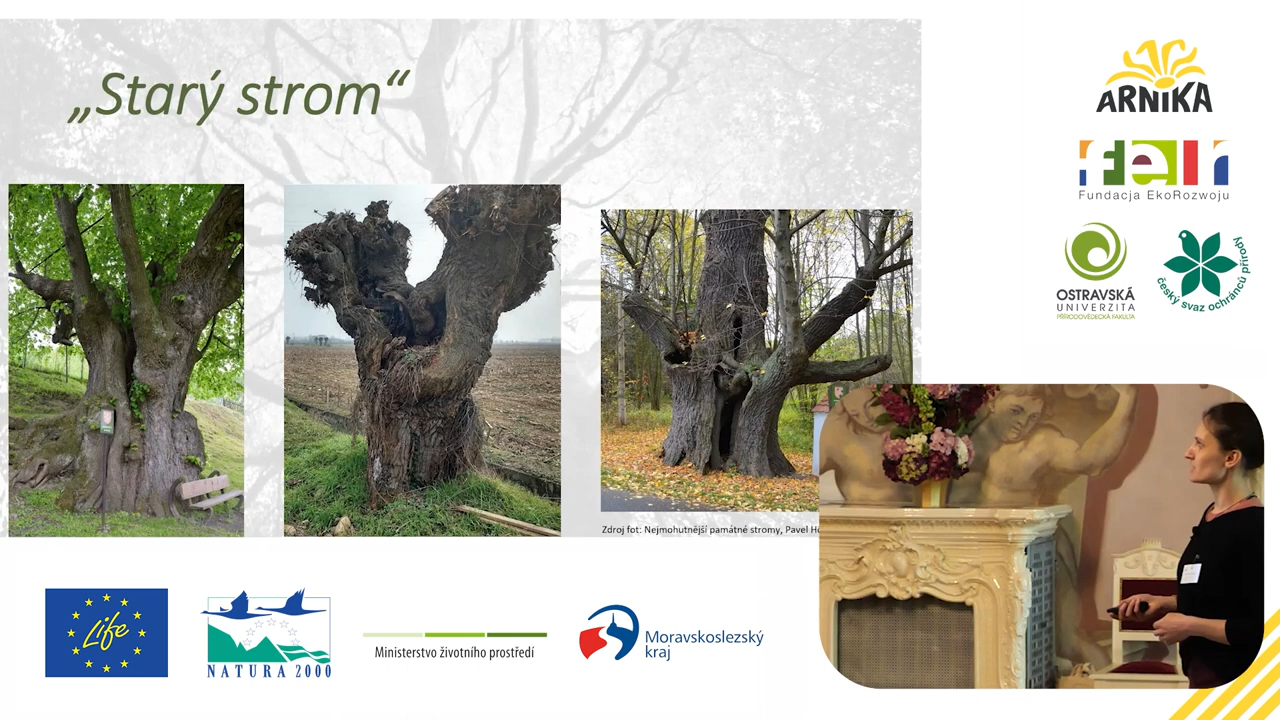 „Starý strom“
Zdroj fot: Nejmohutnější památné stromy, Pavel
ARNIKA
feir
Fundacja EkoRozwoju
OSTRAVSKÁ
UNIVERZITA
PŘÍRODOVĚDECKÁ FAKULTA
český svaz ochránců přírody
Life
NATURA 2000
Ministerstvo životního prostředí
Moravskoslezský
kraj